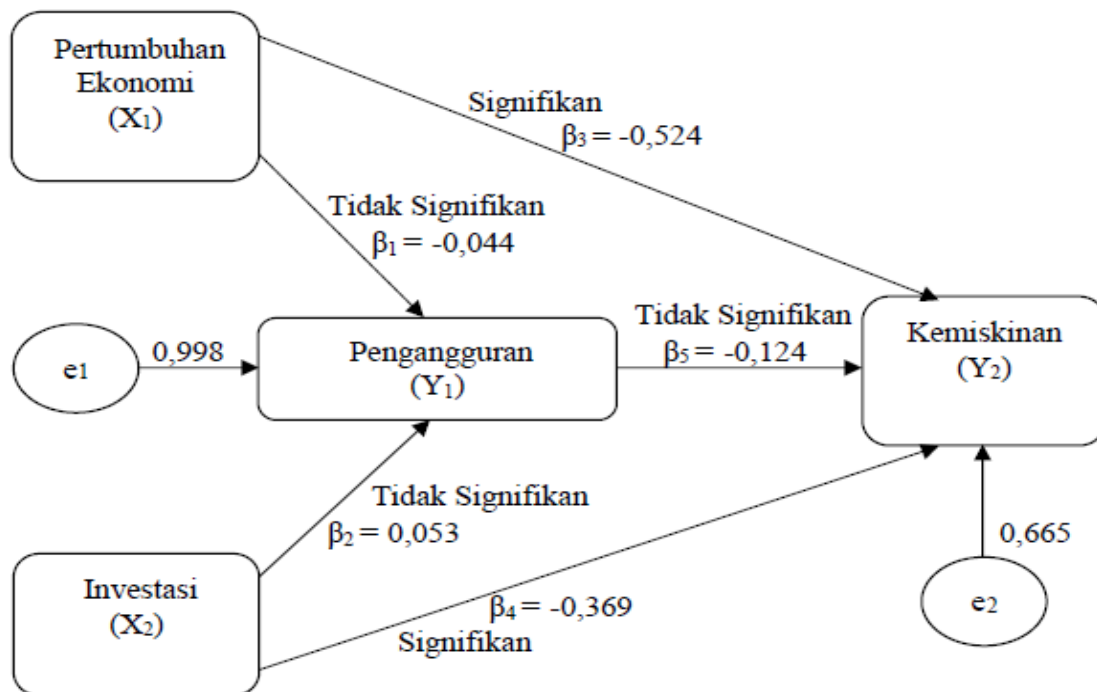 Pertumbuhan
Ekonomi
(X₁)
Signifikan
β₃ = -0,524
Tidak Signifikan
β₁ = -0,044
e₁
0,998
Pengangguran
(Y₁)
Tidak Signifikan
β₅ = -0,124
Kemiskinan
(Y₂)
Tidak Signifikan
β₂ = 0,053
Investasi
(X₂)
β₄ = -0,369
Signifikan
0,665
e₂